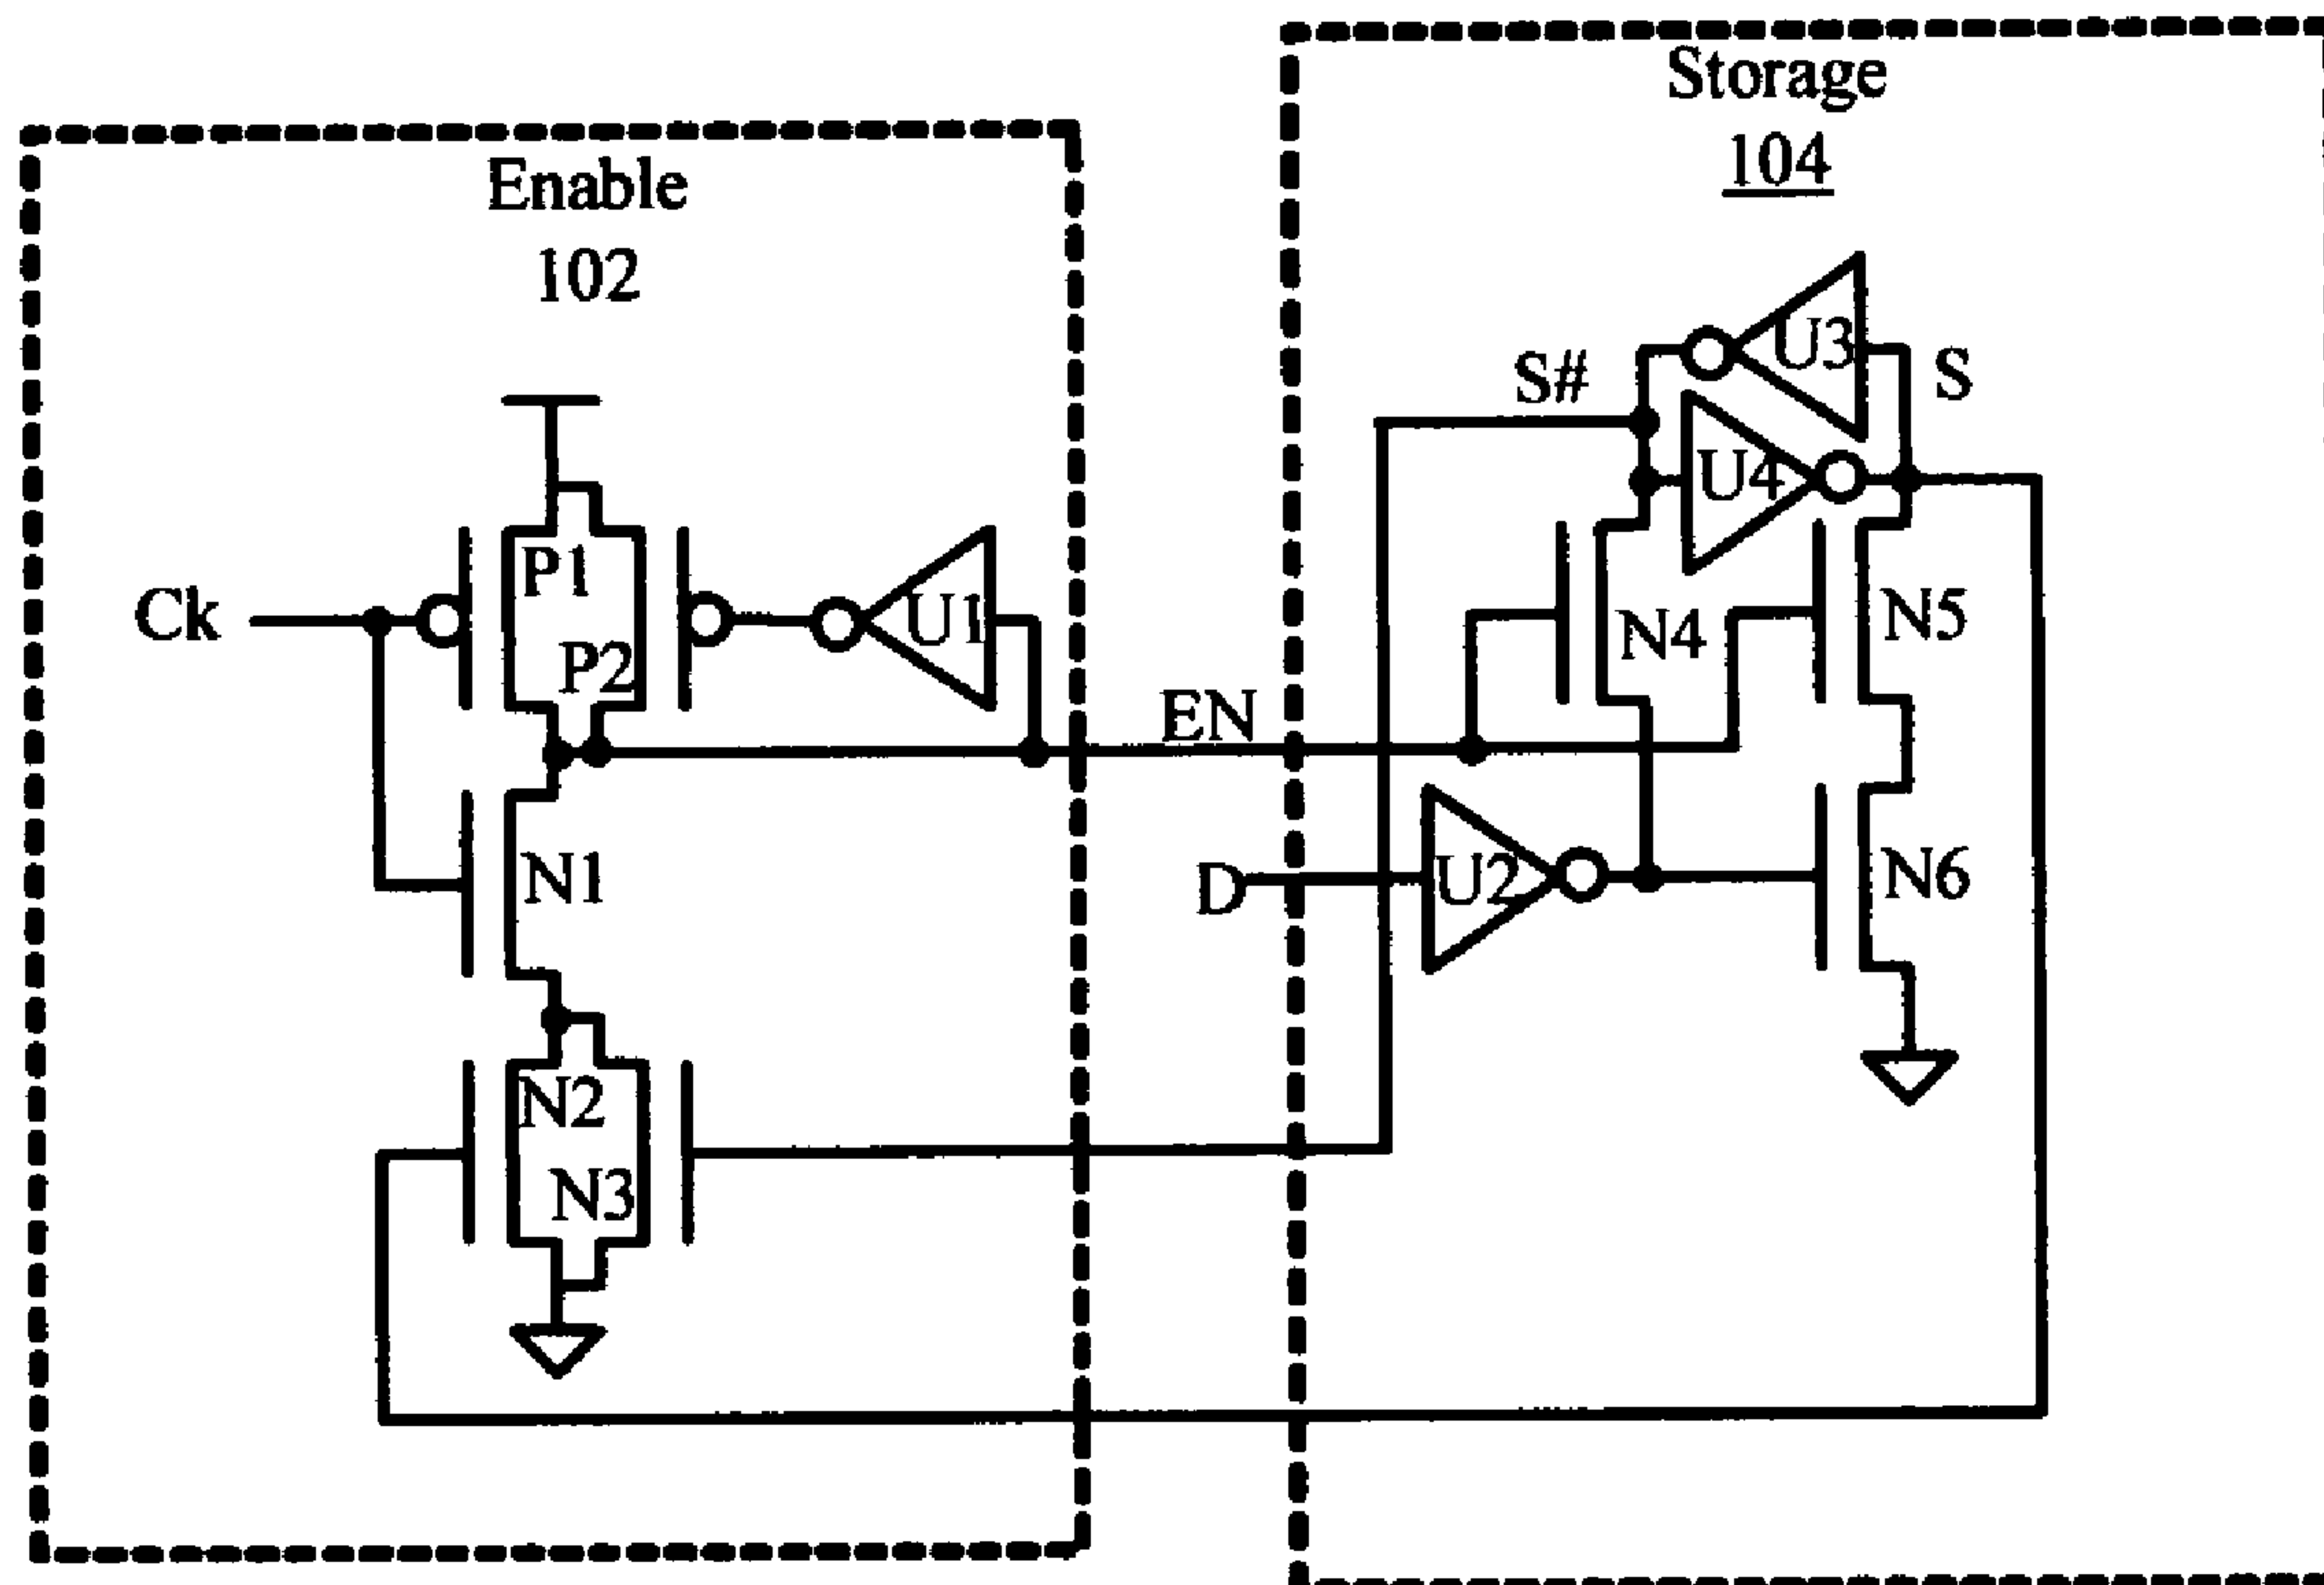 Storage
104
Enable
102
U3
S#
S
U4
P1
Ck
U1
N4
N5
P2
EN
N1
D
U2
N6
N2
N3